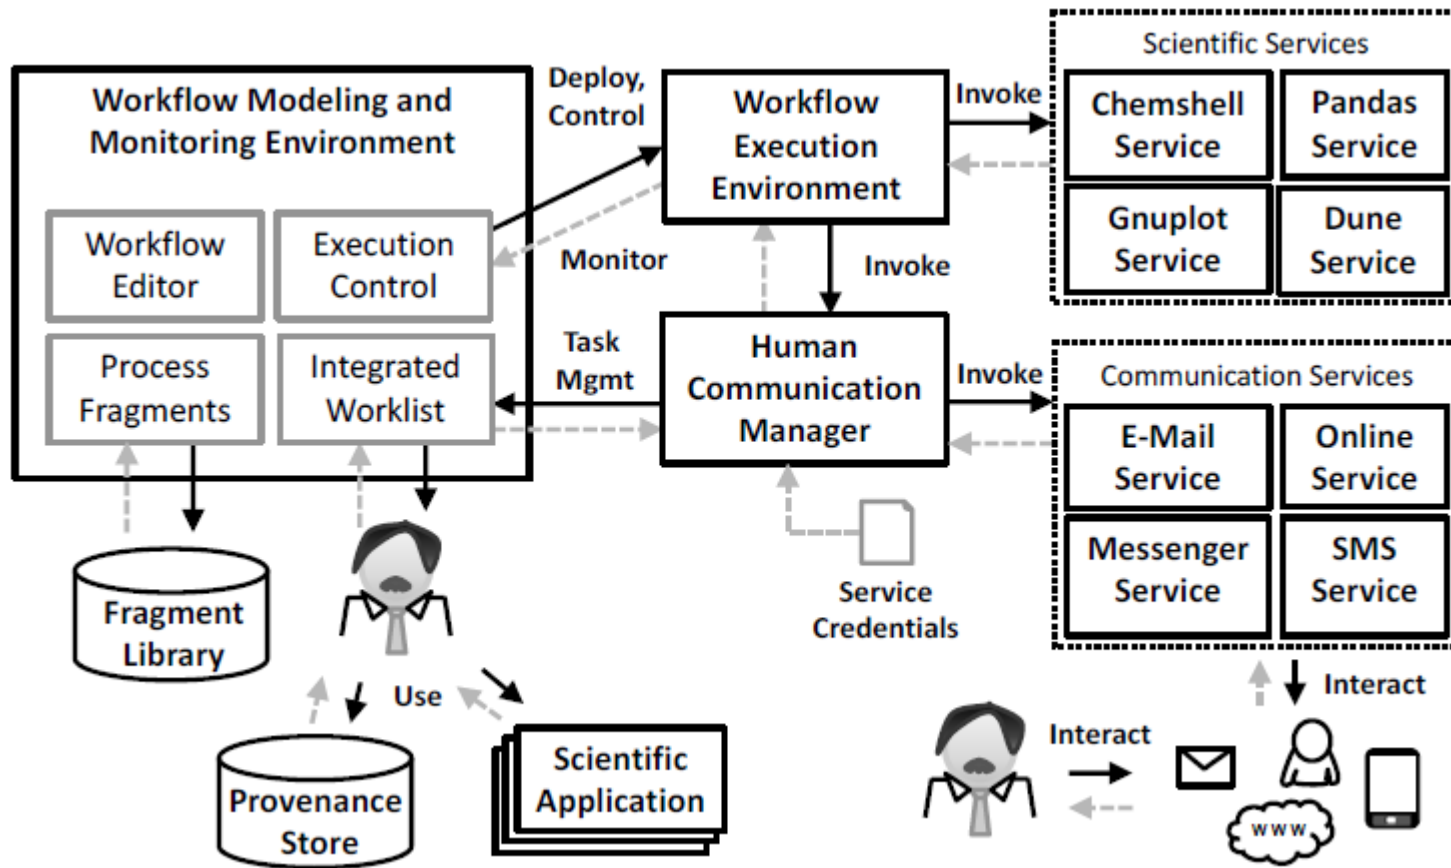 Workflow Modeling and
Monitoring Environment
Workflow
Editor
Execution
Control
Process
Fragments
Integrated
Worklist
Deploy,
Control
Monitor
Task
Mgmt
Workflow
Execution
Environment
Invoke
Human
Communication
Manager
Invoke
Scientific Services
Chemshell
Service
Pandas
Service
Gnuplot
Service
Dune
Service
Invoke
Communication Services
E-Mail
Service
Online
Service
Messenger
Service
SMS
Service
Service
Credentials
Fragment
Library
Use
Provenance
Store
Scientific
Application
Interact
Interact
www